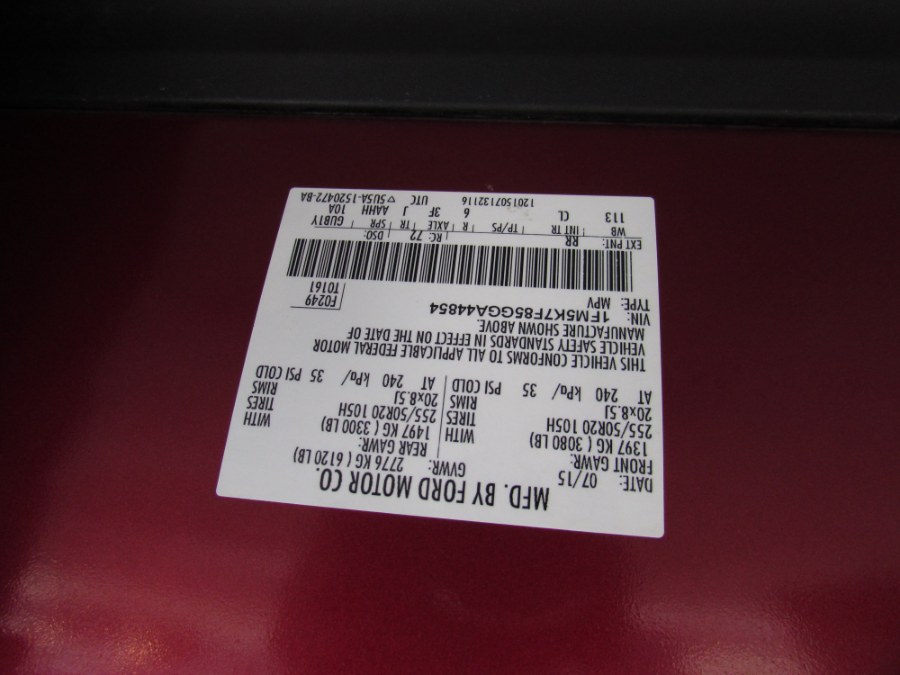 MFD. BY FORD MOTOR CO.
DATE: 07/15 GVWR: 2776 KG ( 6120 LB)
FRONT GAWR: REAR GAWR:
1397 KG ( 3080 LB) WITH 1497 KG ( 3300 LB) WITH
255/50R20 105H TIRES 255/50R20 105H TIRES
20x8.5J RIMS 20x8.5J RIMS
AT 240 kPa/ 35 PSI COLD AT 240 kPa/ 35 PSI COLD
THIS VEHICLE CONFORMS TO ALL APPLICABLE FEDERAL MOTOR
VEHICLE SAFETY STANDARDS IN EFFECT ON THE DATE OF
MANUFACTURE SHOWN ABOVE.
VIN: 1FM5K7F85GGA44854 F0249
TYPE: MPV T0161
EXT PNT: RR RC: 72 DSO:
WB INT TR TP/PS R AXLE TR SPR GUB1Y
113 CL 6 3F J AAHH 10A
1201507132116 UTC ▽5USA-1520472-BA